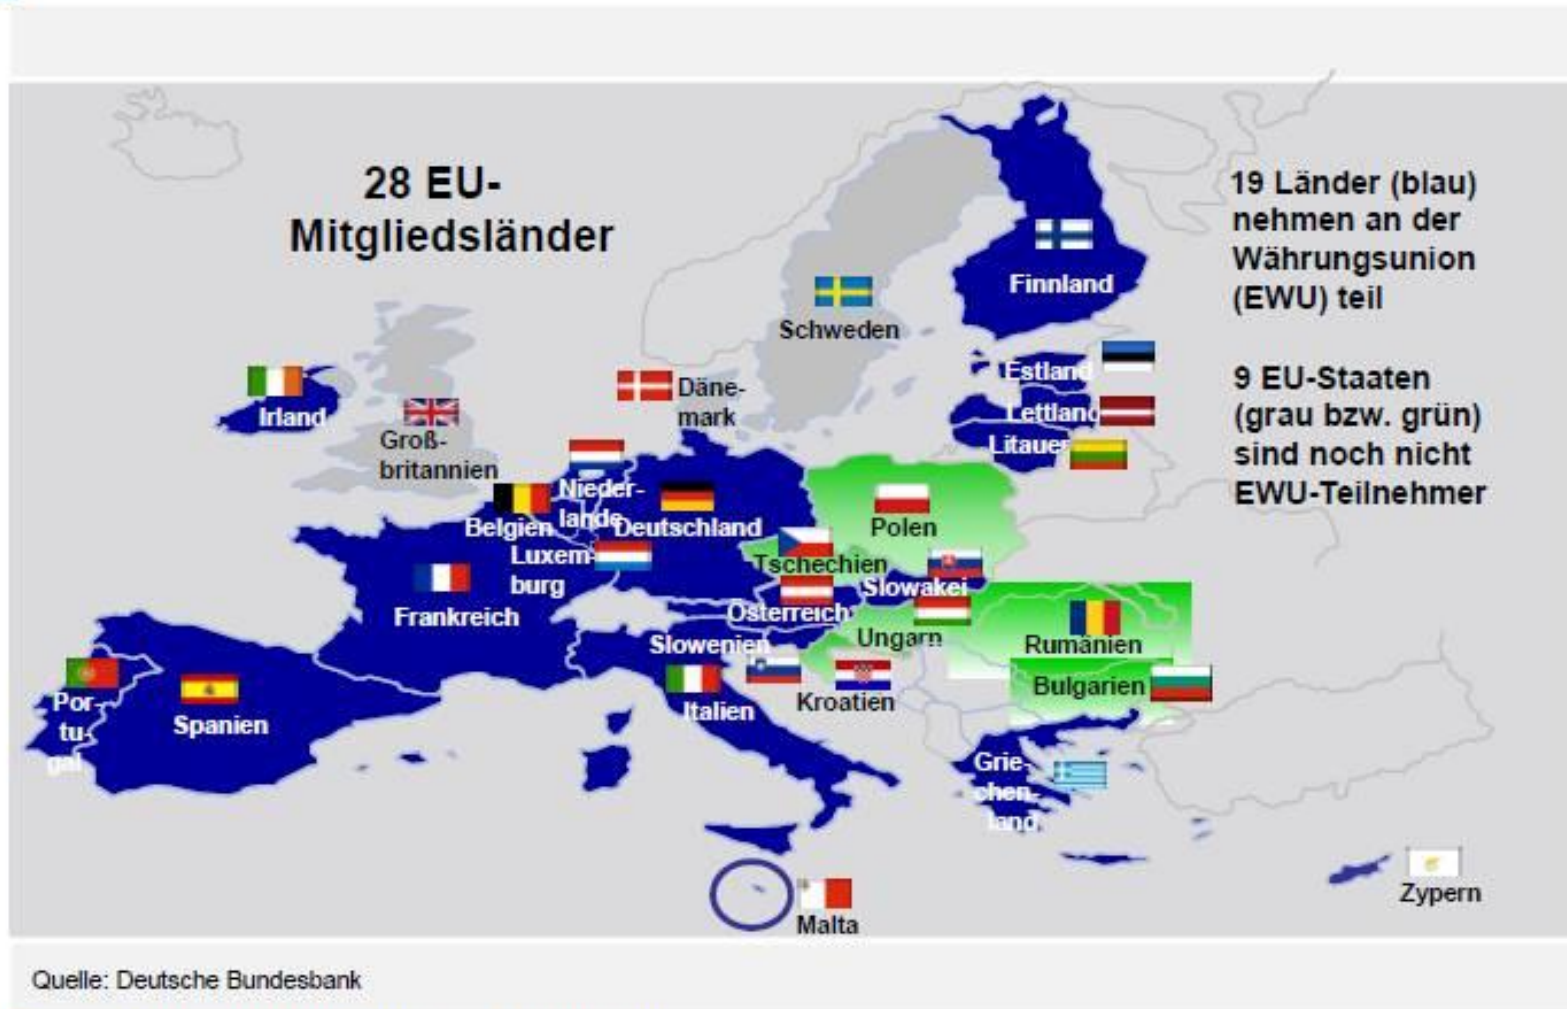 28 EU-
Mitgliedsländer
19 Länder (blau)
nehmen an der
Währungsunion
(EWU) teil
9 EU-Staaten
(grau bzw. grün)
sind noch nicht
EWU-Teilnehmer
Finnland
Schweden
Estland
Lettland
Litauen
Irland
Groß-
britannien
Däne-
mark
Nieder-
lande
Belgien
Deutschland
Luxem-
burg
Polen
Tschechien
Slowakei
Österreich
Frankreich
Ungarn
Rumänien
Slowenien
Bulgarien
Kroatien
Italien
Por-
tu-
gal
Spanien
Grie-
chen-
land
Malta
Zypern
Quelle: Deutsche Bundesbank